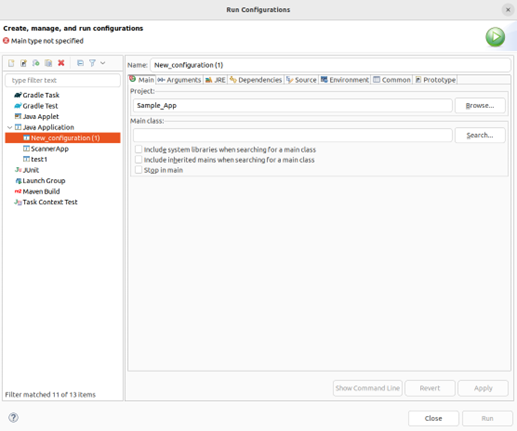 Run Configurations
Create, manage, and run configurations
Main type not specified
type filter text
Gradle Task
Gradle Test
Java Applet
Java Application
New_configuration (1)
ScannerApp
test1
JUnit
Launch Group
Maven Build
Task Context Test
Filter matched 11 of 13 items
Name: New_configuration (1)
Main Arguments JRE Dependencies Source Environment Common Prototype
Project:
Sample_App Browse...
Main class:
Search...
Include system libraries when searching for a main class
Include inherited mains when searching for a main class
Stop in main
Show Command Line Revert Apply
Close Run